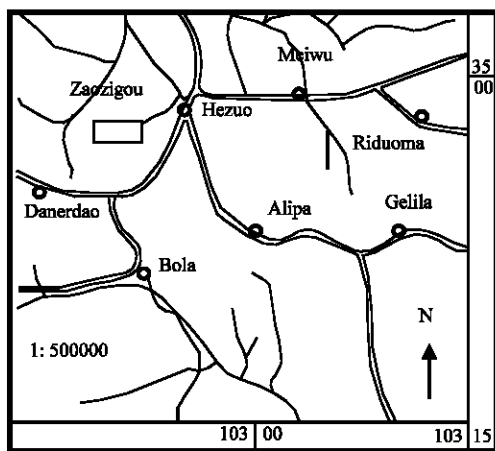 Meiwu
35
00
Zaozigou
Hezuo
Riduoma
Danerdao
Alipa
Gelila
Bola
N
1: 500000
103 00
103 15